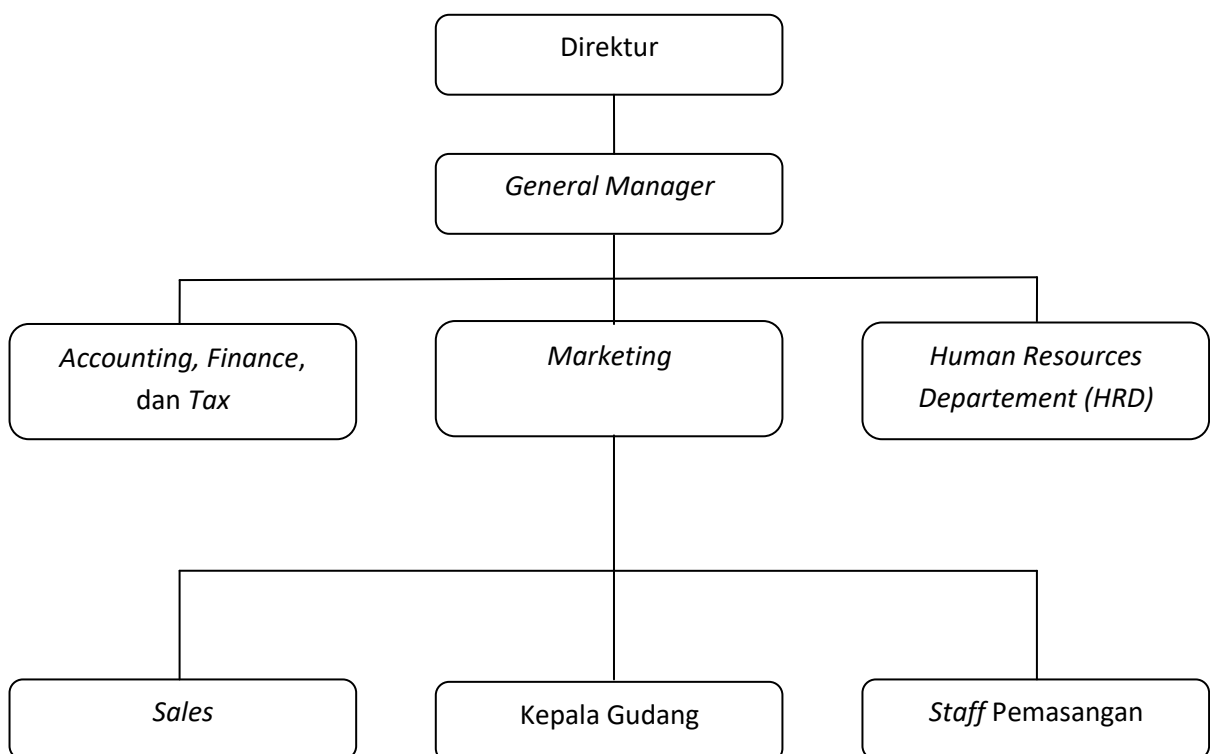 Direktur
General Manager
Accounting, Finance,
dan Tax
Marketing
Human Resources
Departement (HRD)
Sales
Kepala Gudang
Staff Pemasangan